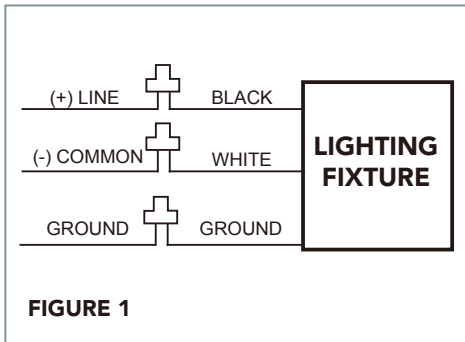 (+) LINE BLACK
(-) COMMON WHITE
LIGHTING
FIXTURE
GROUND GROUND
FIGURE 1